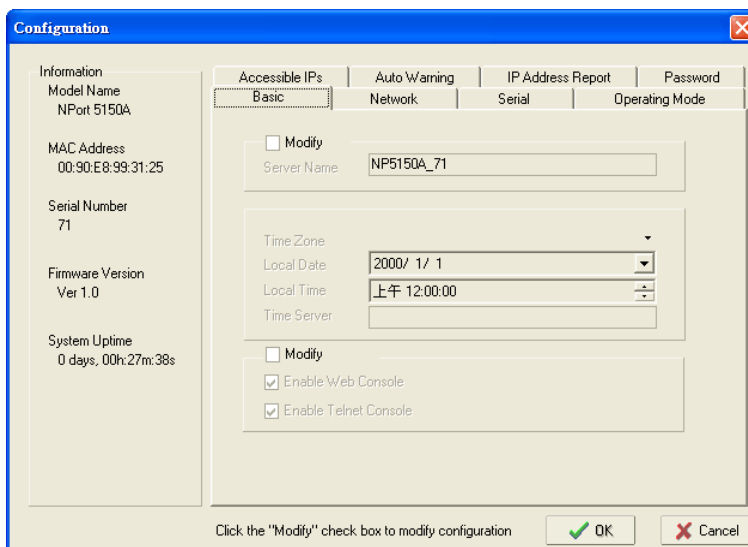 Configuration
Information
Model Name
NPort 5150A
MAC Address
00:90:E8:99:31:25
Serial Number
71
Firmware Version
Ver 1.0
System Uptime
0 days, 00h:27m:38s
Accessible IPs
Auto Warning
IP Address Report
Password
Basic
Network
Serial
Operating Mode
Modify
Server Name
NP5150A_71
Time Zone
Local Date
2000/ 1/ 1
Local Time
上午 12:00:00
Time Server
Modify
Enable Web Console
Enable Telnet Console
Click the "Modify" check box to modify configuration
OK
Cancel